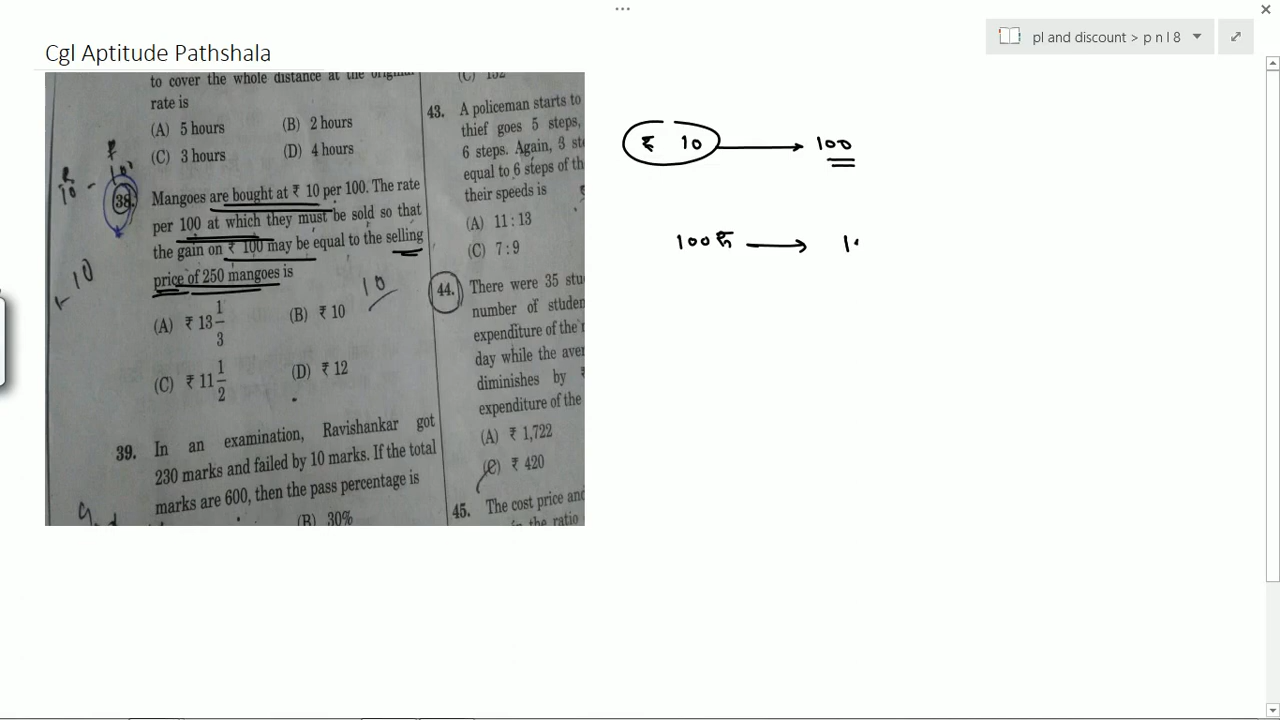 pl and discount > p n l 8
Cgl Aptitude Pathshala
to cover the whole distance at the
rate is
(A) 5 hours (B) 2 hours
(C) 3 hours (D) 4 hours
₹ 10
38. Mangoes are bought at ₹ 10 per 100. The rate
per 100 at which they must be sold so that
the gain on ₹ 100 may be equal to the selling
price of 250 mangoes is
10
10
(A) ₹ 13 1/3 (B) ₹ 10
(C) ₹ 11 1/2 (D) ₹ 12
39. In an examination, Ravishankar got
230 marks and failed by 10 marks. If the total
marks are 600, then the pass percentage is
(B) 30%
(C) 132
43. A policeman starts to
thief goes 5 steps,
6 steps. Again, 3
equal to 6 steps of
their speeds is
(A) 11 : 13
(C) 7 : 9
44. There were 35
number of
expenditure of the
day while the
diminishes by ₹
expenditure of the
(A) ₹ 1,722
(C) ₹ 420
45. The cost price and
in the ratio
₹ 10 → 100
100 ₹ →